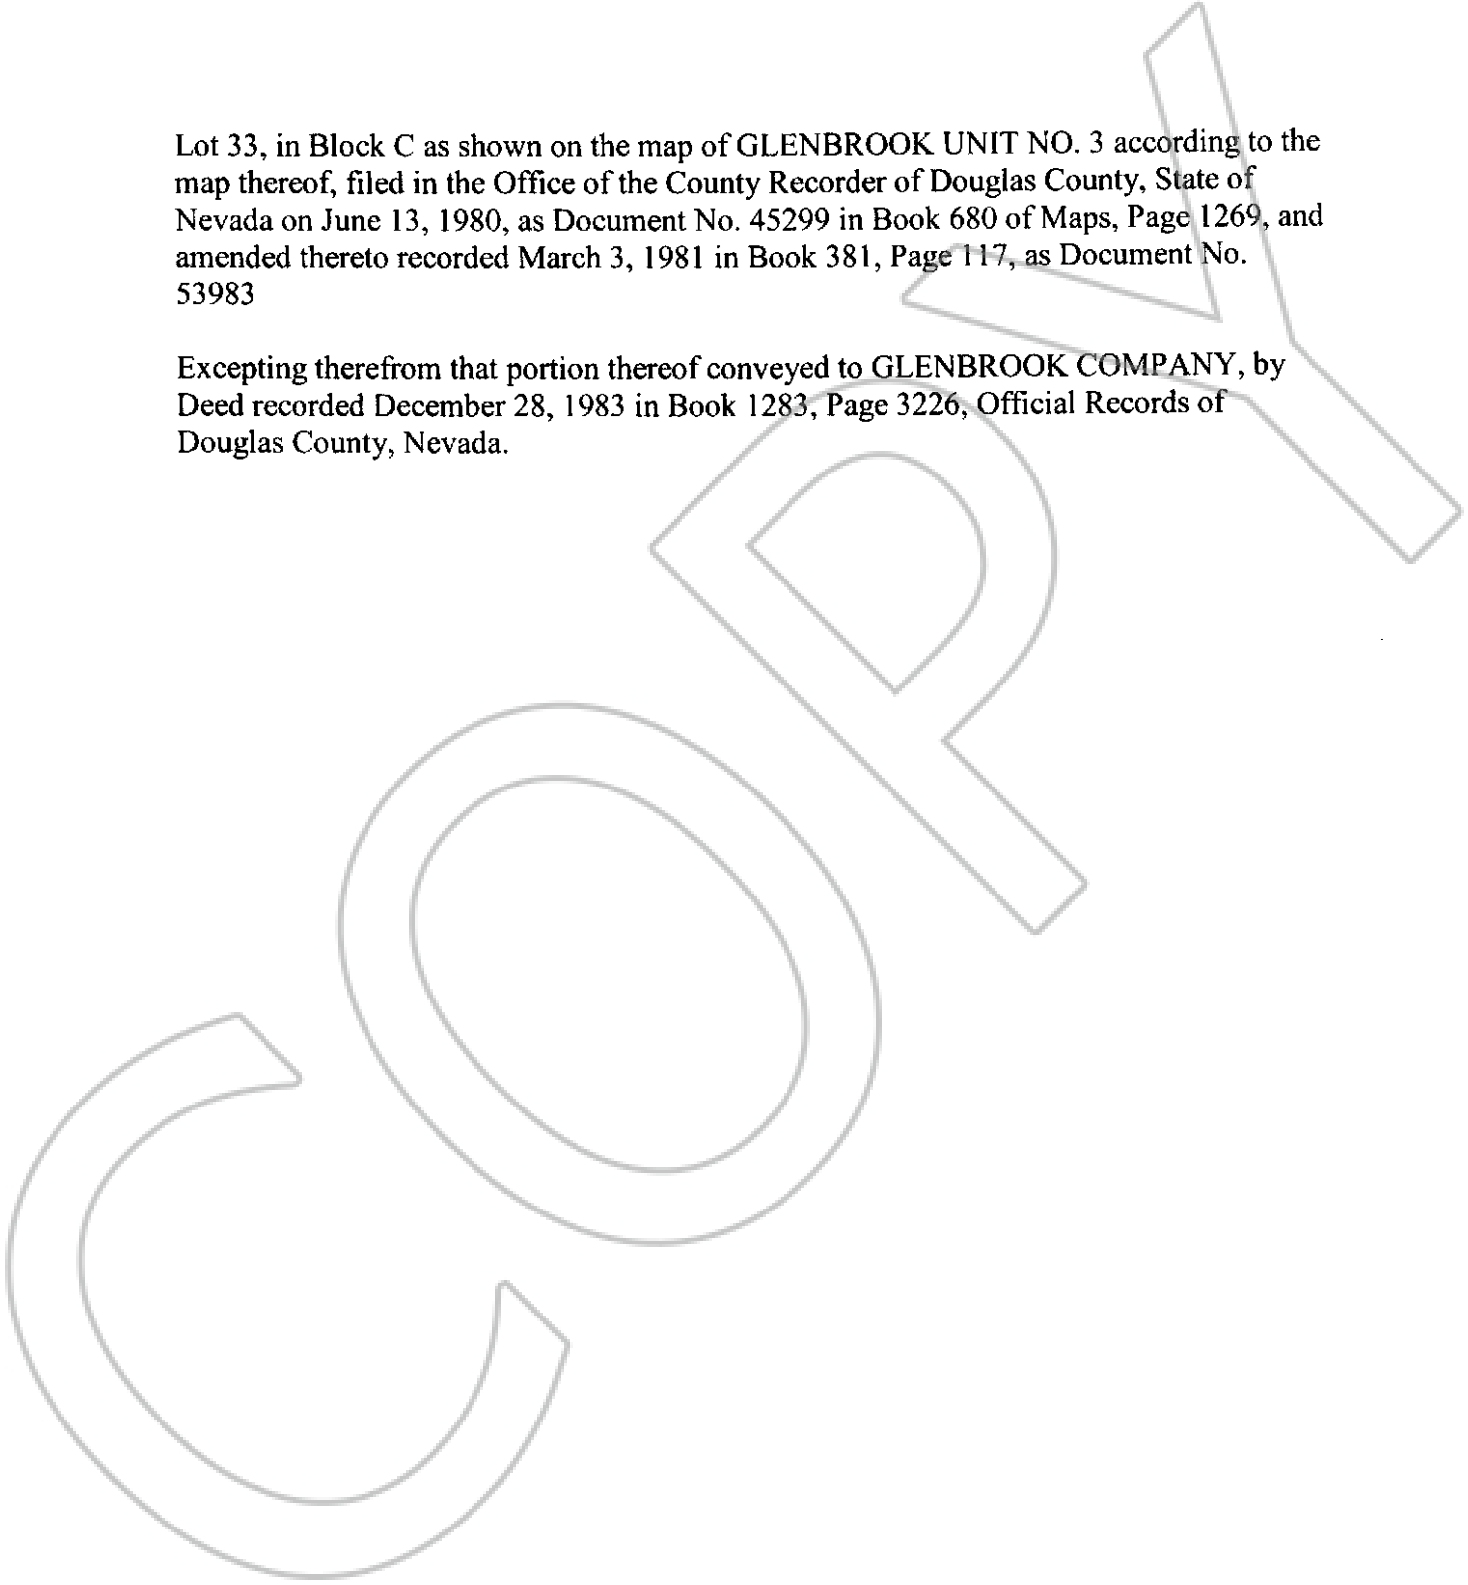 Lot 33, in Block C as shown on the map of GLENBROOK UNIT NO. 3 according to the
map thereof, filed in the Office of the County Recorder of Douglas County, State of
Nevada on June 13, 1980, as Document No. 45299 in Book 680 of Maps, Page 1269, and
amended thereto recorded March 3, 1981 in Book 381, Page 117, as Document No.
53983
Excepting therefrom that portion thereof conveyed to GLENBROOK COMPANY, by
Deed recorded December 28, 1983 in Book 1283, Page 3226, Official Records of
Douglas County, Nevada.
COPY